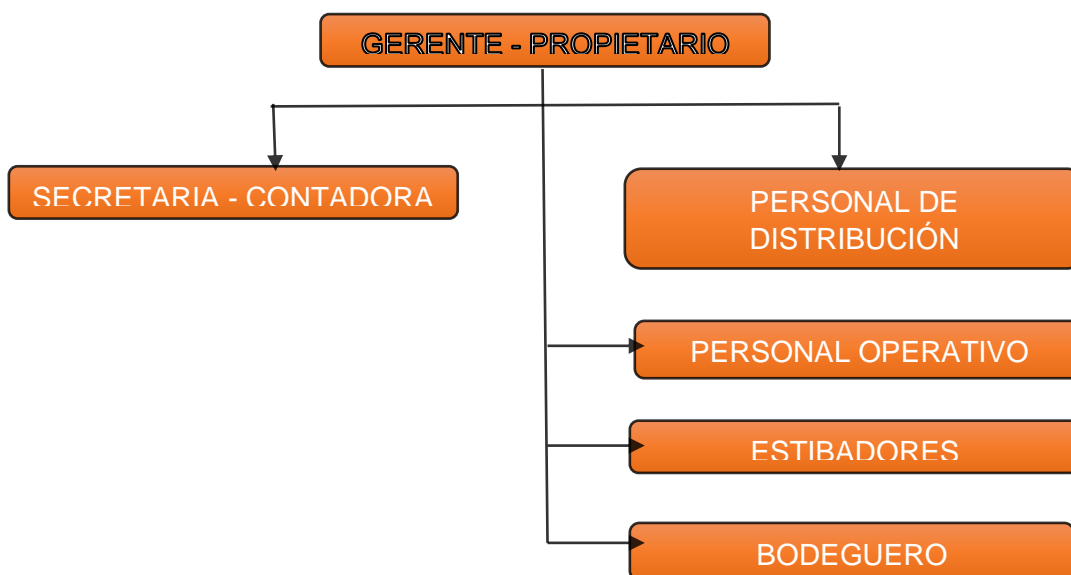 GERENTE - PROPIETARIO
SECRETARIA - CONTADORA
PERSONAL DE
DISTRIBUCIÓN
PERSONAL OPERATIVO
ESTIBADORES
BODEGUERO